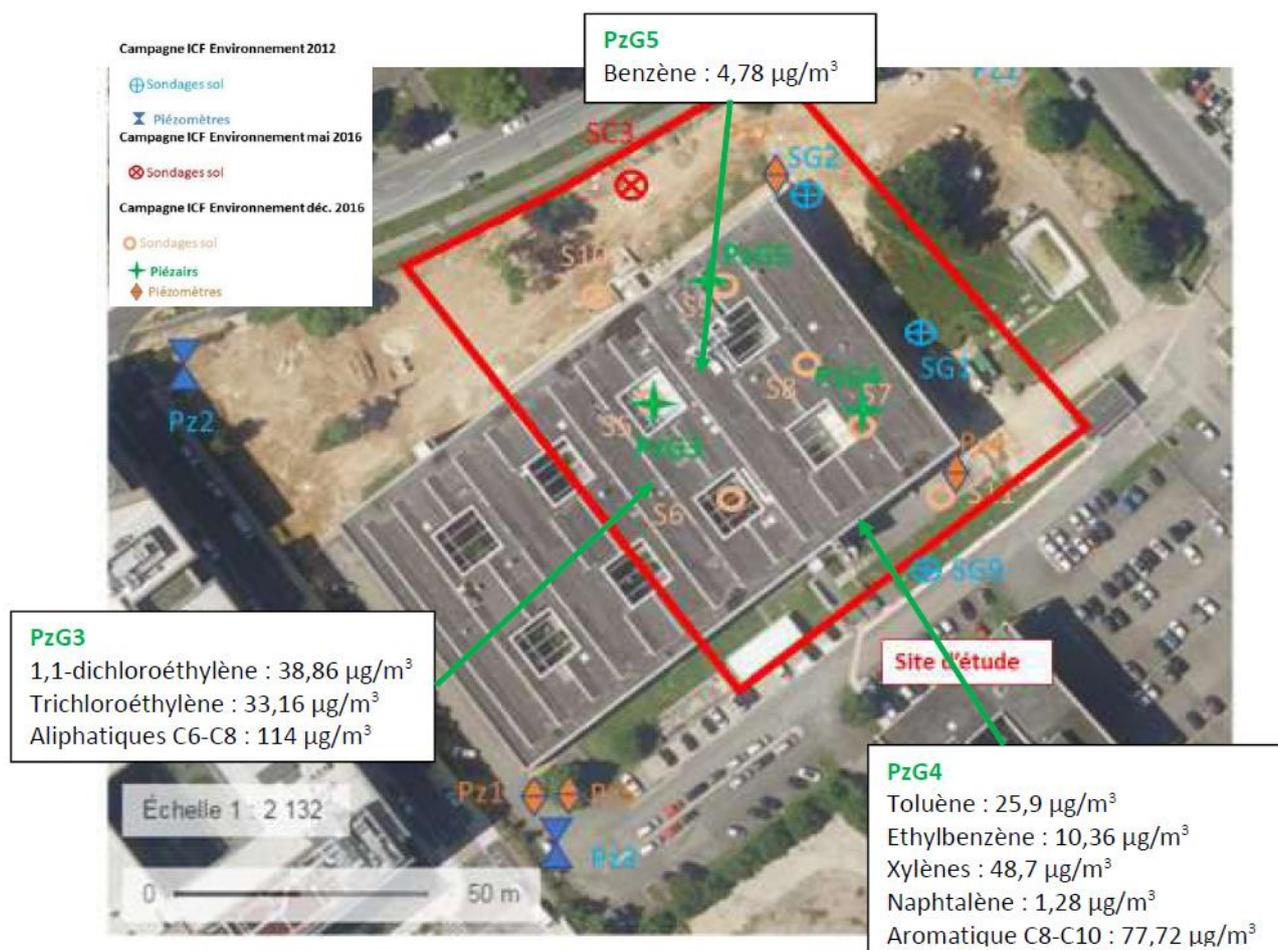 Campagne ICF Environnement 2012
Sondages sol
Piézomètres
Campagne ICF Environnement mai 2016
Sondages sol
Campagne ICF Environnement déc. 2016
Sondages sol
Piézairs
Piézomètres
PzG5
Benzène : 4,78 µg/m³
SC3
SG2
S10
PzG5
SG1
S8
PzG4
S7
Pz2
PzG3
S6
S11
SG9
Site d'étude
PzG3
1,1-dichloroéthylène : 38,86 µg/m³
Trichloroéthylène : 33,16 µg/m³
Aliphatiques C6-C8 : 114 µg/m³
Pz1
Échelle 1 : 2 132
0 50 m
PzG4
Toluène : 25,9 µg/m³
Ethylbenzène : 10,36 µg/m³
Xylènes : 48,7 µg/m³
Naphtalène : 1,28 µg/m³
Aromatique C8-C10 : 77,72 µg/m³